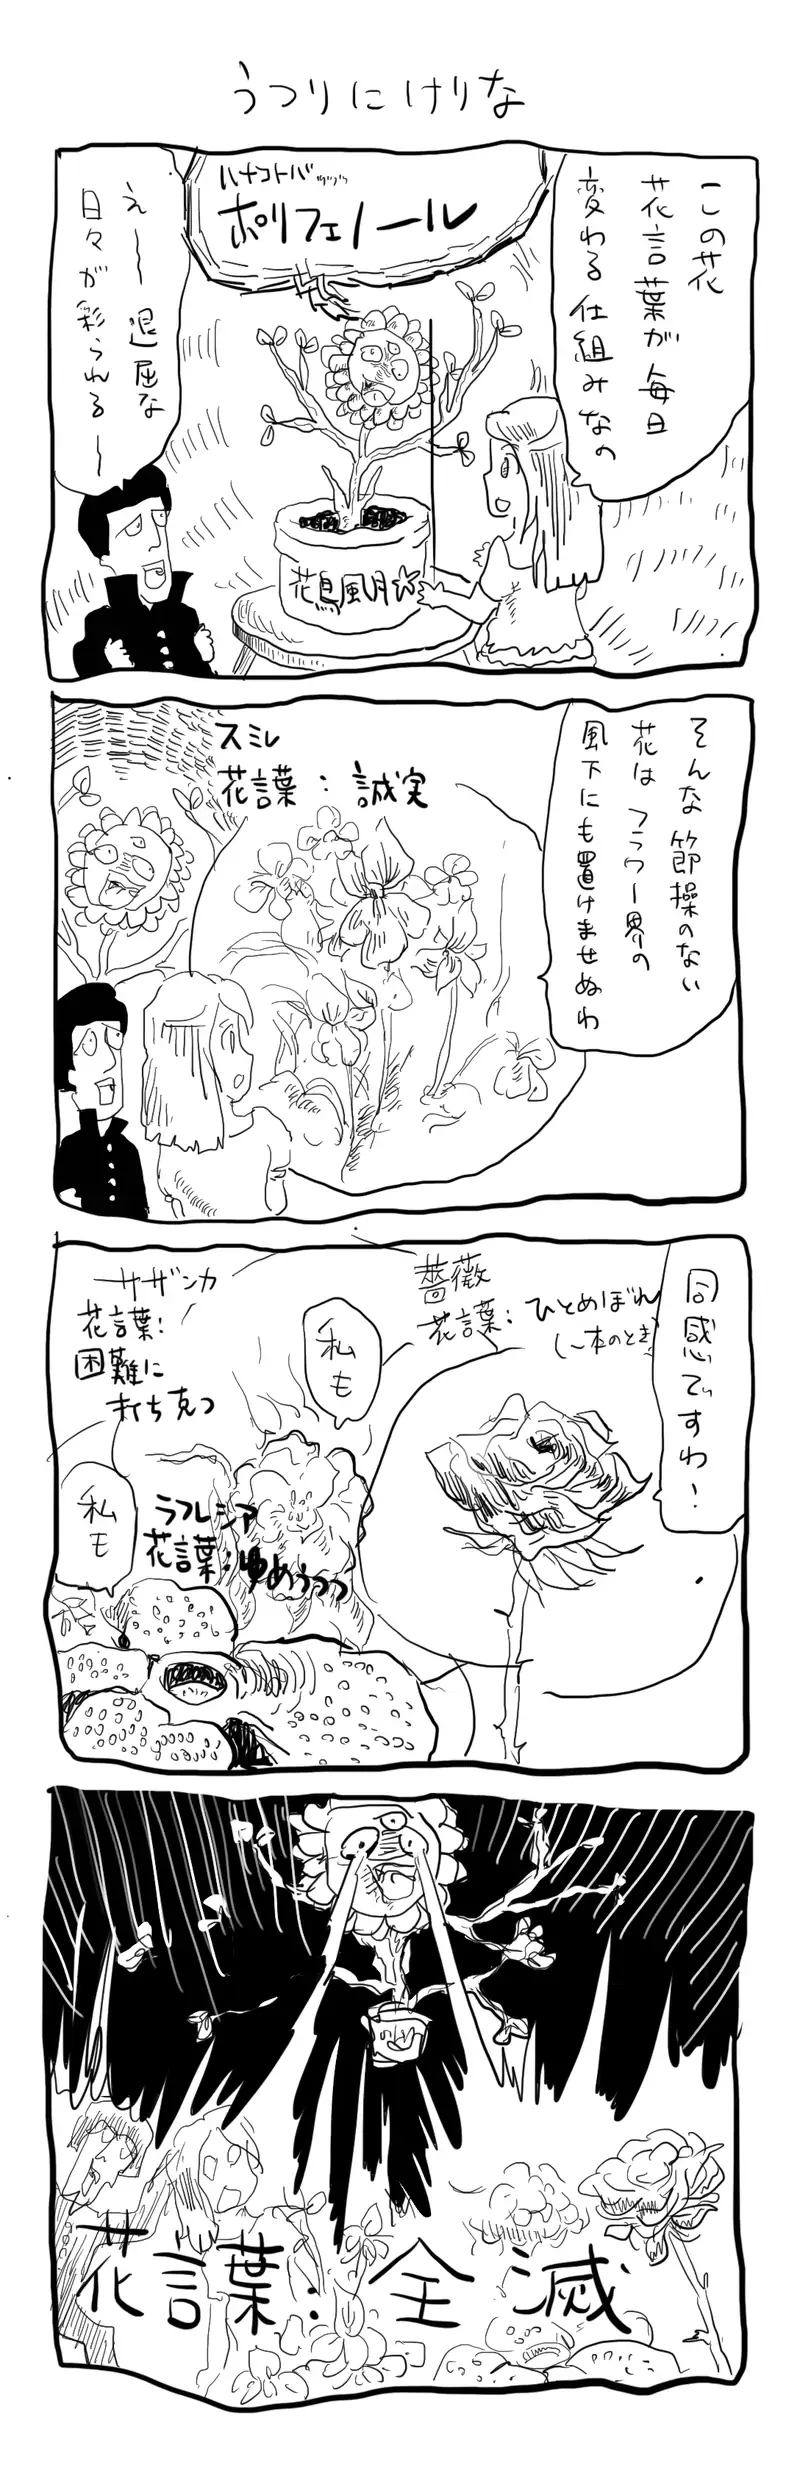 うつりにけりな
この花
花言葉が毎日
変わる仕組みなの
ハナコトバ
ポリフェノール
え〜退屈な
日々が彩られる〜
花鳥風月
そんな節操のない
花はフラワー界の
風下にも置けませぬわ
スミレ
花言葉:誠実
同感ですわ!
薔薇
花言葉:ひとめぼれ
(一本のとき)
私も
サザンカ
花言葉:
困難に
打ち克つ
私も
ラフレシア
花言葉:ゆめうつつ
花言葉:全滅